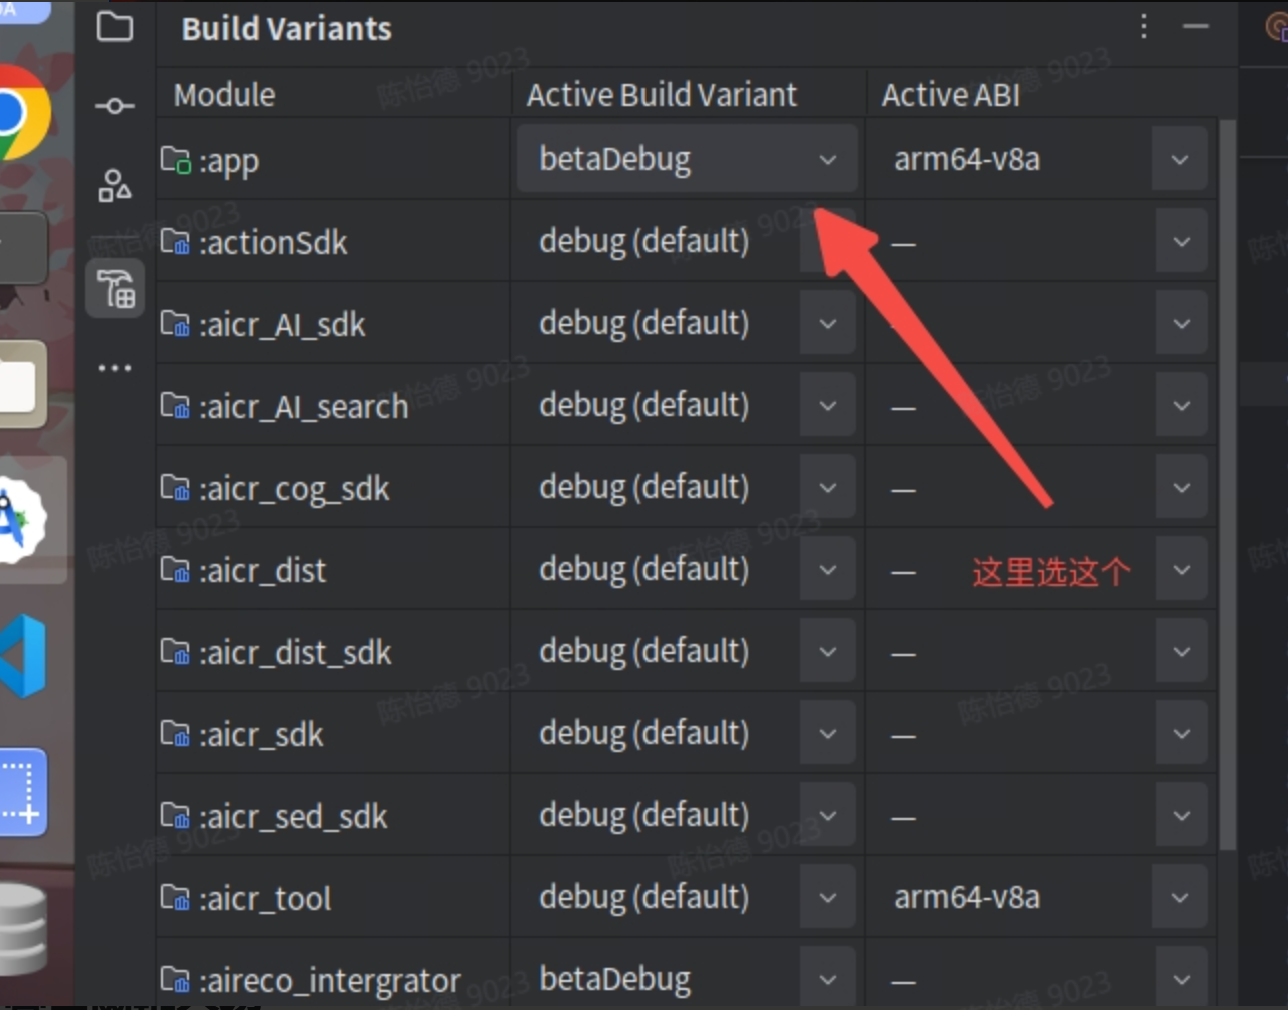 Build Variants
Module Active Build Variant Active ABI
:app betaDebug arm64-v8a
:actionSdk debug (default) —
:aicr_AI_sdk debug (default)
:aicr_AI_search debug (default) —
:aicr_cog_sdk debug (default) —
:aicr_dist debug (default) — 这里选这个
:aicr_dist_sdk debug (default) —
:aicr_sdk debug (default) —
:aicr_sed_sdk debug (default) —
:aicr_tool debug (default) arm64-v8a
:aireco_intergrator betaDebug —
陈怡德 9023